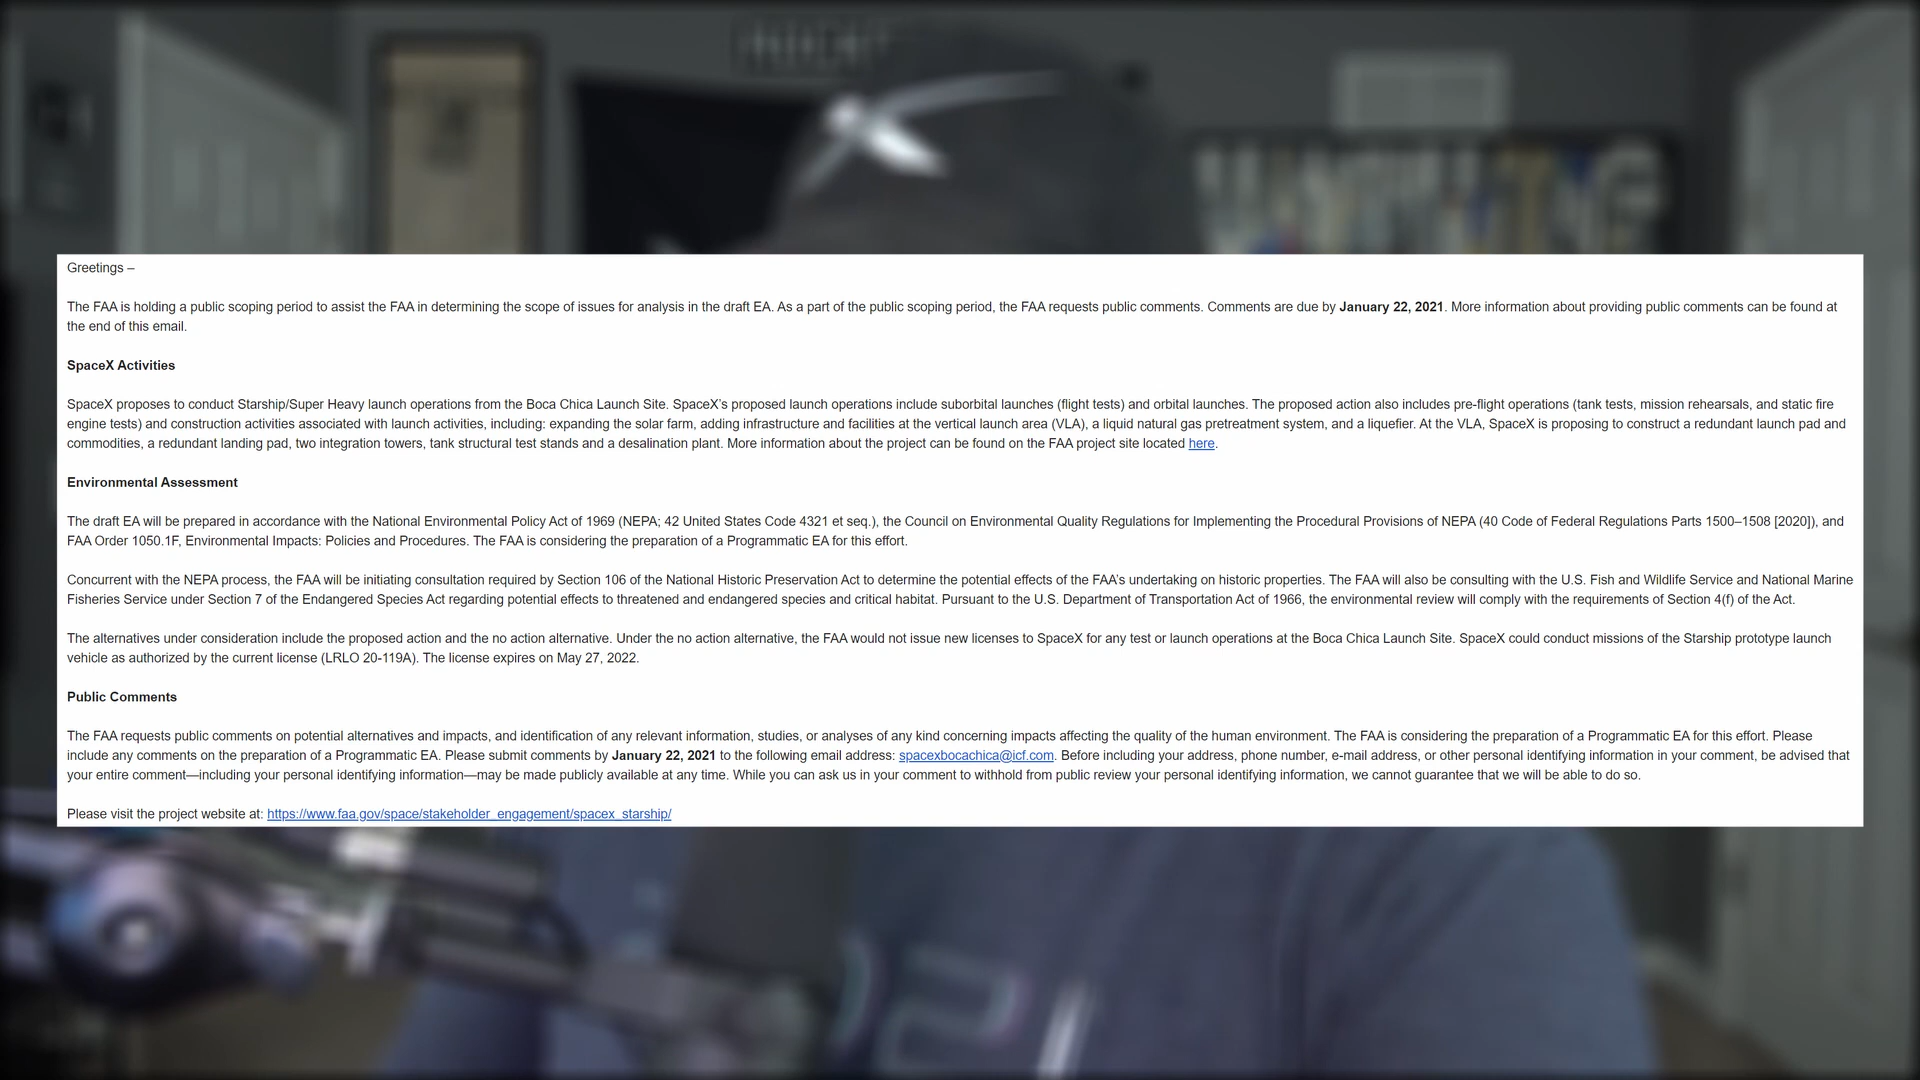 Greetings –
The FAA is holding a public scoping period to assist the FAA in determining the scope of issues for analysis in the draft EA. As a part of the public scoping period, the FAA requests public comments. Comments are due by January 22, 2021. More information about providing public comments can be found at
the end of this email.
SpaceX Activities
SpaceX proposes to conduct Starship/Super Heavy launch operations from the Boca Chica Launch Site. SpaceX's proposed launch operations include suborbital launches (flight tests) and orbital launches. The proposed action also includes pre-flight operations (tank tests, mission rehearsals, and static fire
engine tests) and construction activities associated with launch activities, including: expanding the solar farm, adding infrastructure and facilities at the vertical launch area (VLA), a liquid natural gas pretreatment system, and a liquefier. At the VLA, SpaceX is proposing to construct a redundant launch pad and
commodities, a redundant landing pad, two integration towers, tank structural test stands and a desalination plant. More information about the project can be found on the FAA project site located here.
Environmental Assessment
The draft EA will be prepared in accordance with the National Environmental Policy Act of 1969 (NEPA; 42 United States Code 4321 et seq.), the Council on Environmental Quality Regulations for Implementing the Procedural Provisions of NEPA (40 Code of Federal Regulations Parts 1500–1508 [2020]), and
FAA Order 1050.1F, Environmental Impacts: Policies and Procedures. The FAA is considering the preparation of a Programmatic EA for this effort.
Concurrent with the NEPA process, the FAA will be initiating consultation required by Section 106 of the National Historic Preservation Act to determine the potential effects of the FAA's undertaking on historic properties. The FAA will also be consulting with the U.S. Fish and Wildlife Service and National Marine
Fisheries Service under Section 7 of the Endangered Species Act regarding potential effects to threatened and endangered species and critical habitat. Pursuant to the U.S. Department of Transportation Act of 1966, the environmental review will comply with the requirements of Section 4(f) of the Act.
The alternatives under consideration include the proposed action and the no action alternative. Under the no action alternative, the FAA would not issue new licenses to SpaceX for any test or launch operations at the Boca Chica Launch Site. SpaceX could conduct missions of the Starship prototype launch
vehicle as authorized by the current license (LRLO 20-119A). The license expires on May 27, 2022.
Public Comments
The FAA requests public comments on potential alternatives and impacts, and identification of any relevant information, studies, or analyses of any kind concerning impacts affecting the quality of the human environment. The FAA is considering the preparation of a Programmatic EA for this effort. Please
include any comments on the preparation of a Programmatic EA. Please submit comments by January 22, 2021 to the following email address: spacexbocachica@icf.com. Before including your address, phone number, e-mail address, or other personal identifying information in your comment, be advised that
your entire comment—including your personal identifying information—may be made publicly available at any time. While you can ask us in your comment to withhold from public review your personal identifying information, we cannot guarantee that we will be able to do so.
Please visit the project website at: https://www.faa.gov/space/stakeholder_engagement/spacex_starship/